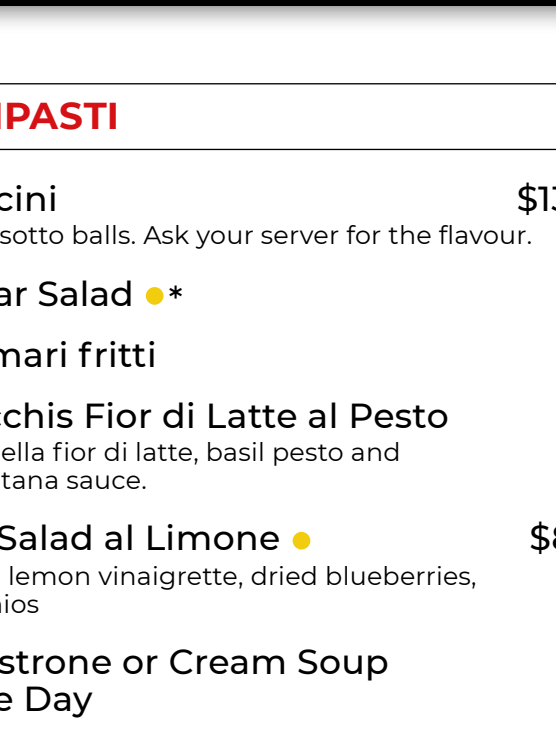 IPASTI
cini $13
sotto balls. Ask your server for the flavour.
ar Salad *
mari fritti
cchis Fior di Latte al Pesto
ella fior di latte, basil pesto and
tana sauce.
Salad al Limone $8
lemon vinaigrette, dried blueberries,
ios
strone or Cream Soup
e Day